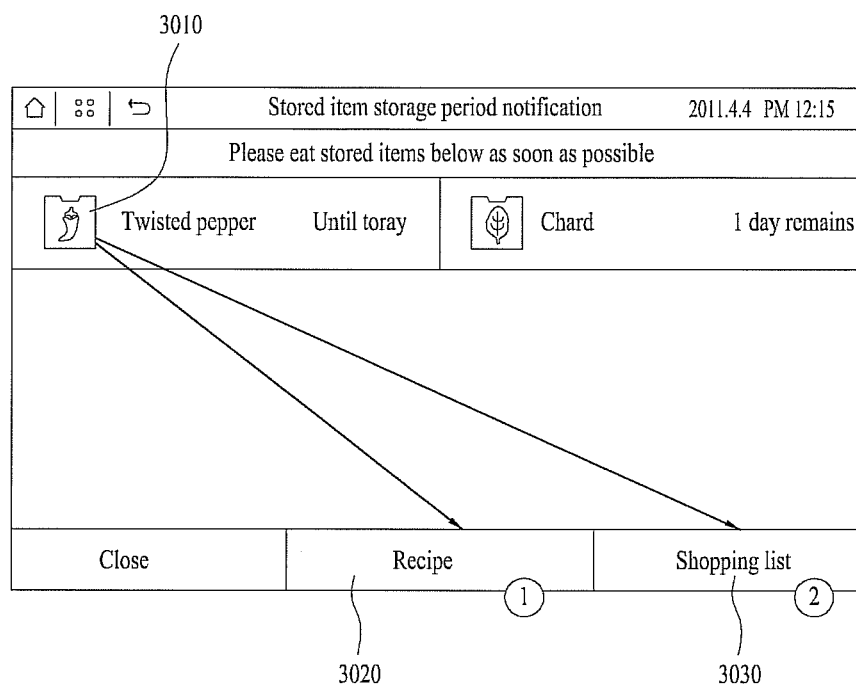 3010
Stored item storage period notification 2011.4.4 PM 12:15
Please eat stored items below as soon as possible
Twisted pepper Until toray Chard 1 day remains
Close Recipe Shopping list
1 2
3020 3030